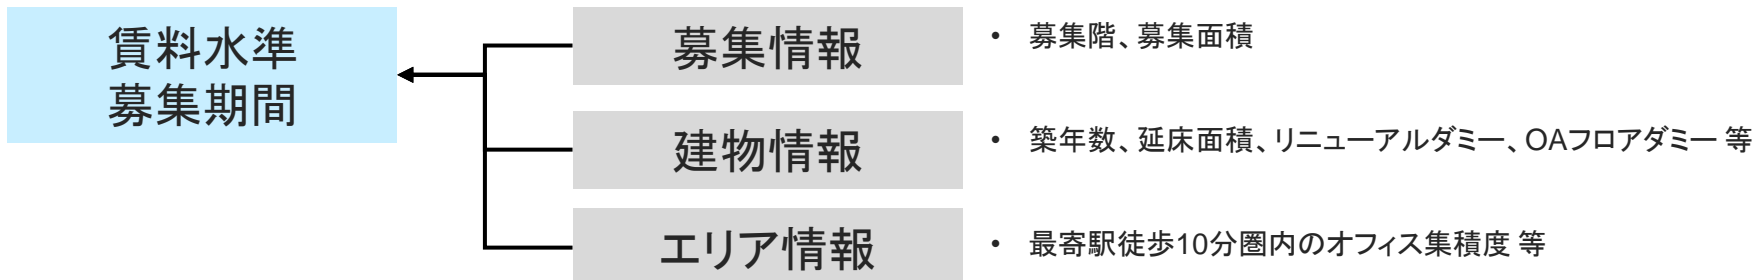 賃料水準
募集期間
募集情報
• 募集階、募集面積
建物情報
• 築年数、延床面積、リニューアルダミー、OAフロアダミー 等
エリア情報
• 最寄駅徒歩10分圏内のオフィス集積度 等